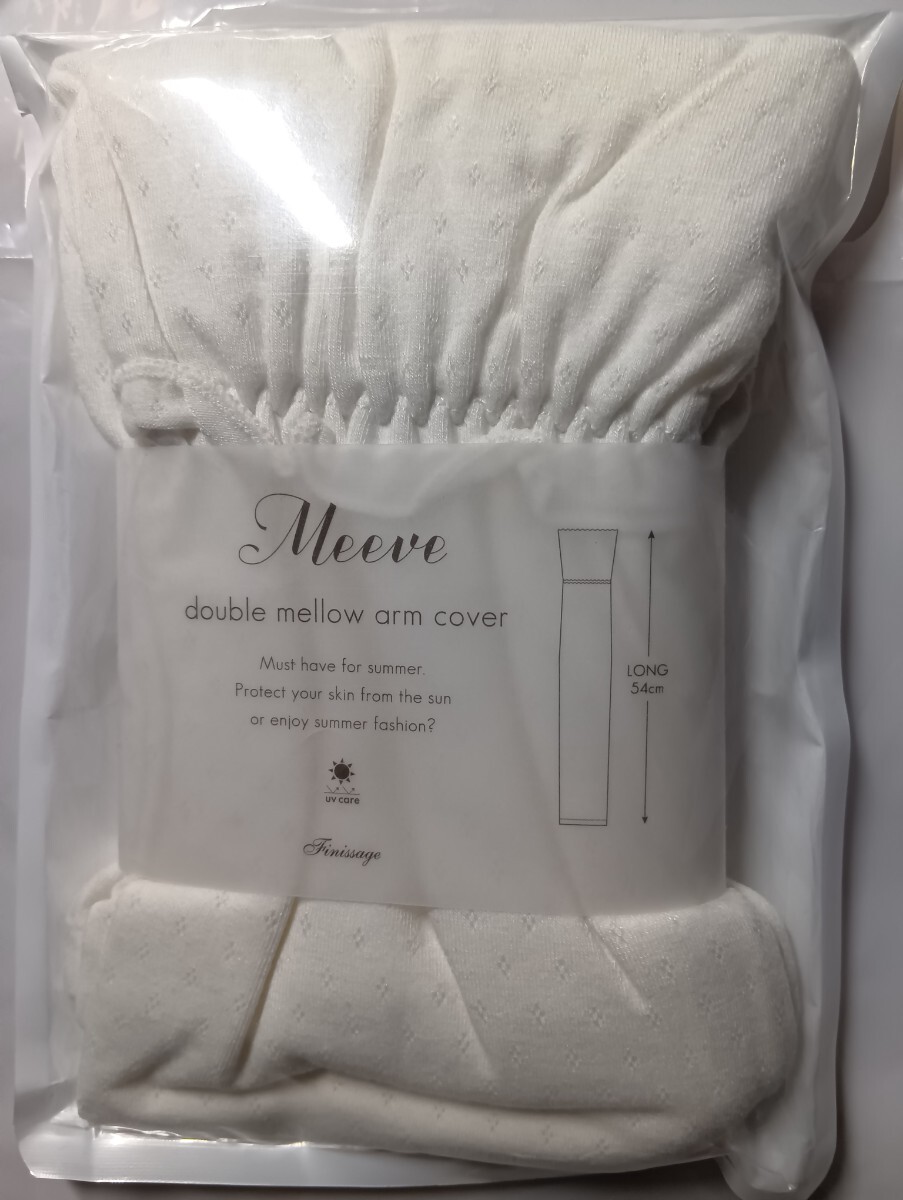 Meeve
double mellow arm cover
Must have for summer.
Protect your skin from the sun
or enjoy summer fashion?
uv care
Finissage
LONG
54cm